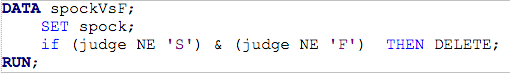 DATA spockVsF;
SET spock;
if (judge NE 'S') & (judge NE 'F') THEN DELETE;
RUN;